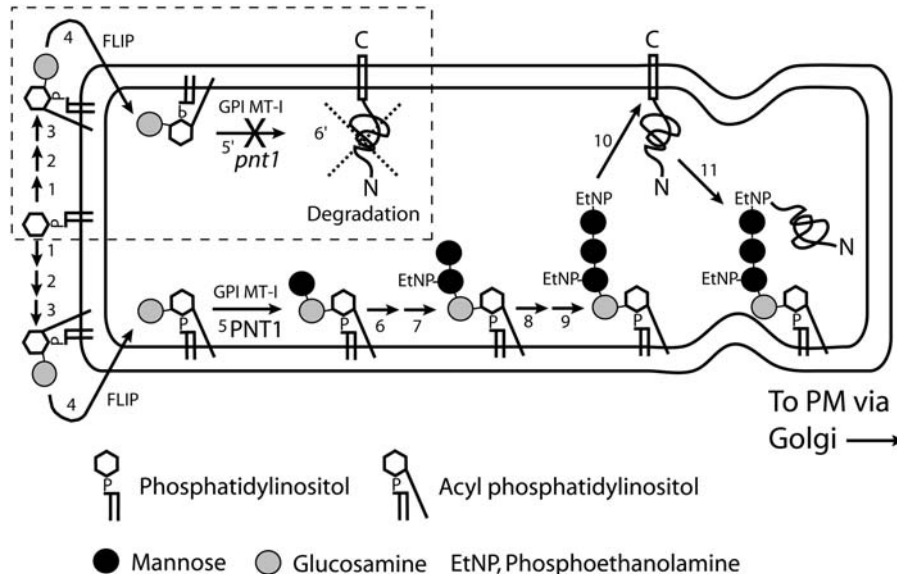 4 FLIP C C
P GPI MT-I
P 5' 6' 10
3 pnt1
2 N N 11
1 Degradation EtNP EtNP
P
1 N
2 GPI MT-I EtNP EtNP EtNP
3 5 PNT1 6 7 8 9
P P P P P P
4 FLIP
To PM via
Golgi
P Phosphatidylinositol P Acyl phosphatidylinositol
Mannose Glucosamine EtNP, Phosphoethanolamine